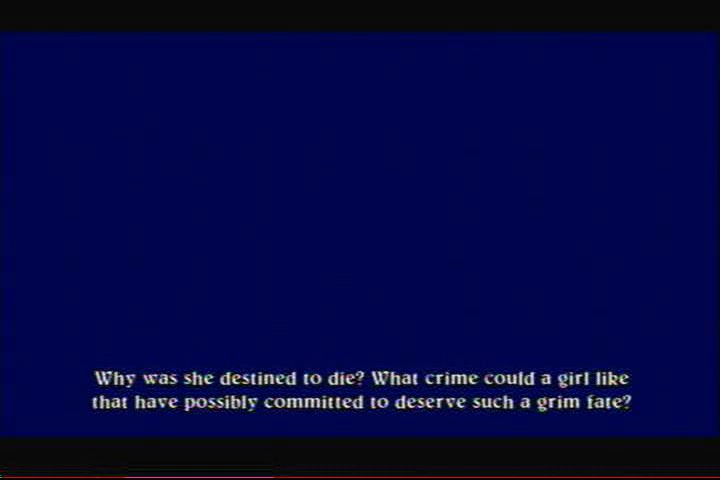 Why was she destined to die? What crime could a girl like
that have possibly committed to deserve such a grim fate?